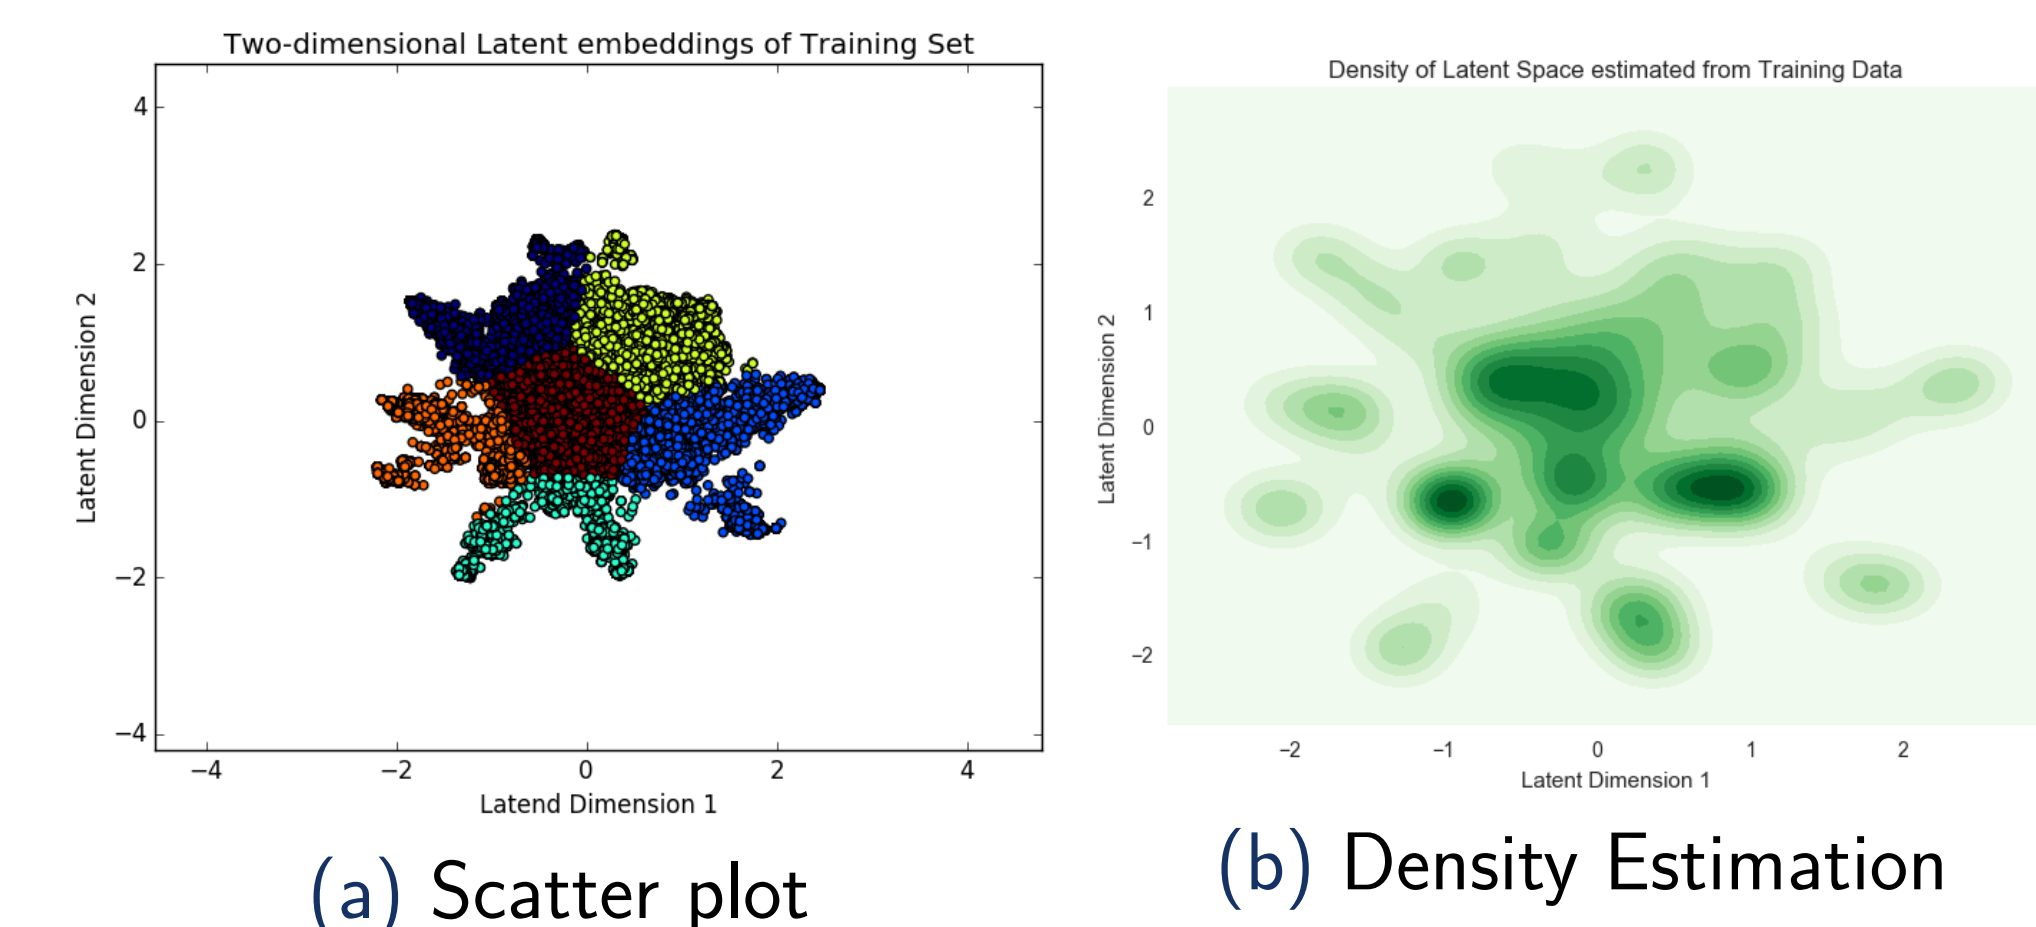 Two-dimensional Latent embeddings of Training Set
4
2
0
−2
−4
−4 −2 0 2 4
Latent Dimension 2
Latend Dimension 1
(a) Scatter plot
Density of Latent Space estimated from Training Data
2
1
0
−1
−2
−2 −1 0 1 2
Latent Dimension 2
Latent Dimension 1
(b) Density Estimation